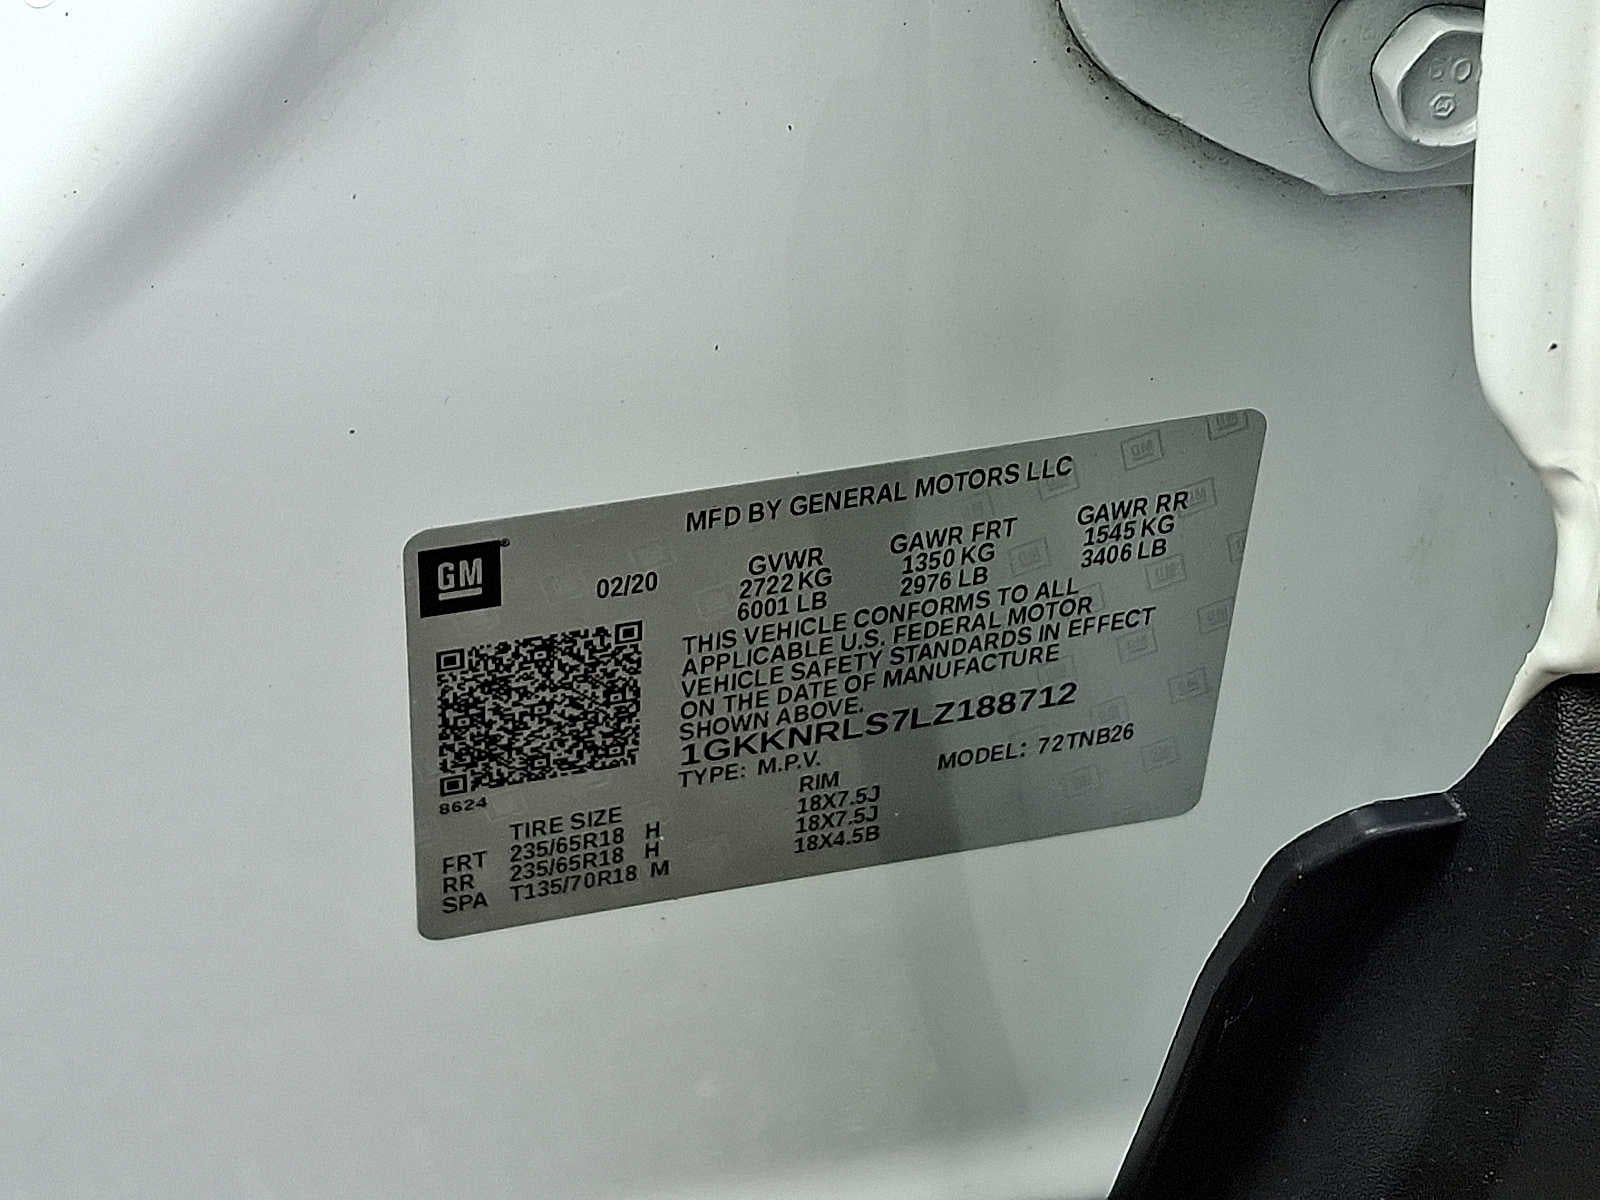 MFD BY GENERAL MOTORS LLC
GM
02/20
GVWR GAWR FRT GAWR RR
2722 KG 1350 KG 1545 KG
6001 LB 2976 LB 3406 LB
THIS VEHICLE CONFORMS TO ALL
APPLICABLE U.S. FEDERAL MOTOR
VEHICLE SAFETY STANDARDS IN EFFECT
ON THE DATE OF MANUFACTURE
SHOWN ABOVE.
1GKKNRLS7LZ188712
TYPE: M.P.V. MODEL: 72TNB26
8624
TIRE SIZE RIM
FRT 235/65R18 H 18X7.5J
RR 235/65R18 H 18X7.5J
SPA T135/70R18 M 18X4.5B